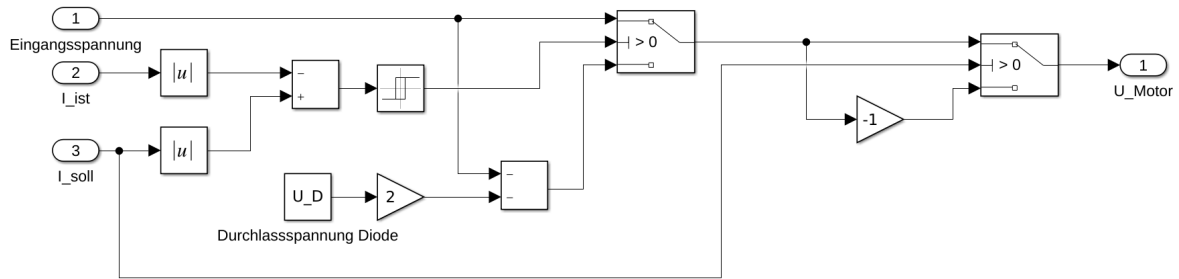 1
Eingangsspannung
2
I_ist
3
I_soll
|u|
|u|
−
+
U_D
Durchlassspannung Diode
2
−
−
> 0
-1
> 0
1
U_Motor